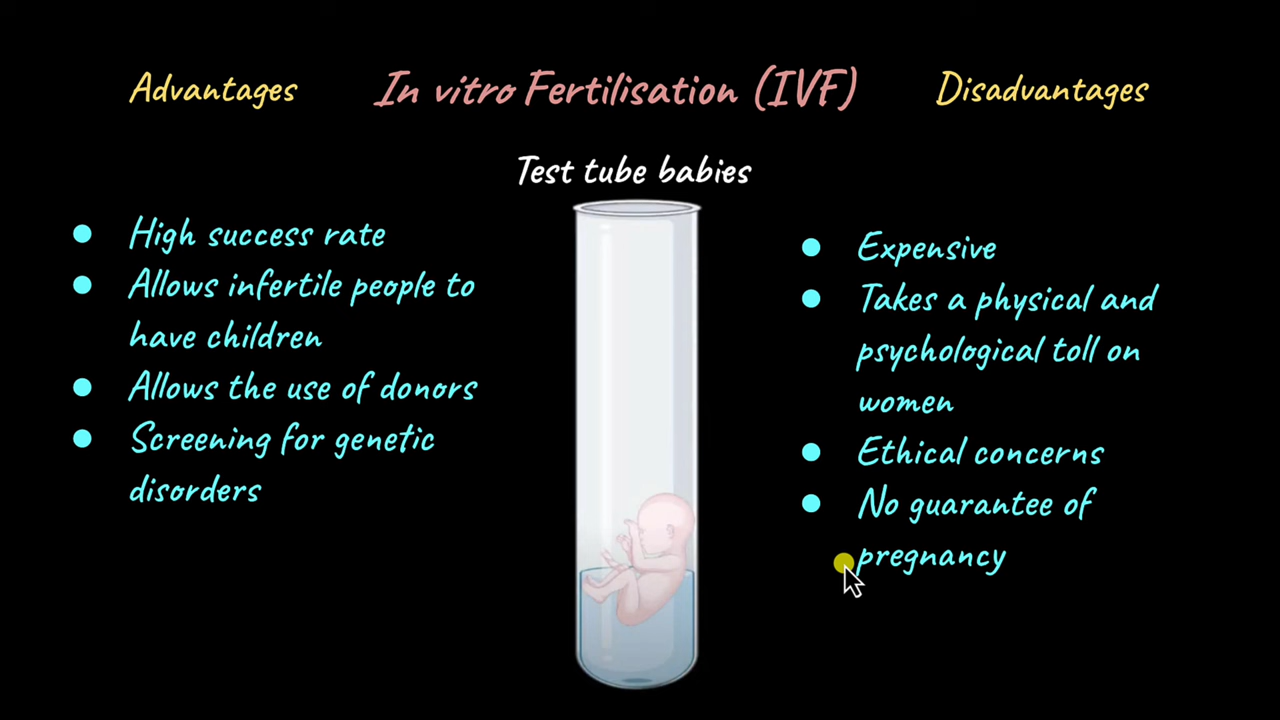 Advantages
In vitro Fertilisation (IVF)
Disadvantages
Test tube babies
High success rate
Allows infertile people to
have children
Allows the use of donors
Screening for genetic
disorders
Expensive
Takes a physical and
psychological toll on
women
Ethical concerns
No guarantee of
pregnancy